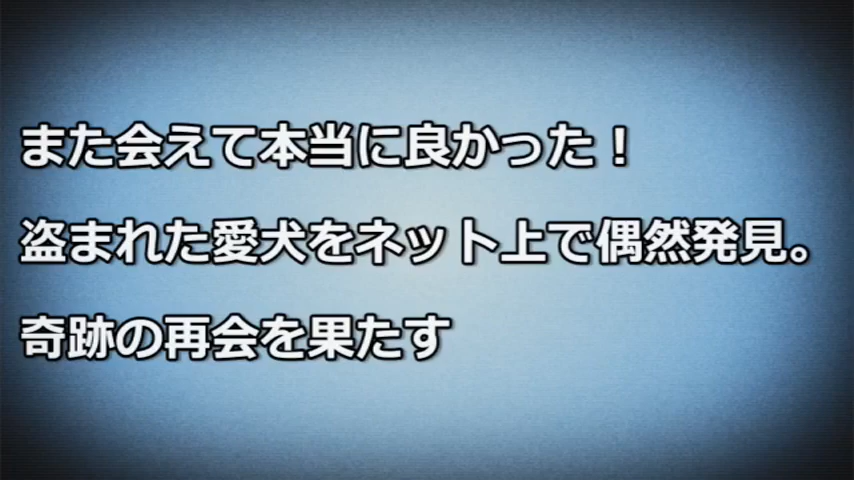 また会えて本当に良かった！
盗まれた愛犬をネット上で偶然発見。
奇跡の再会を果たす